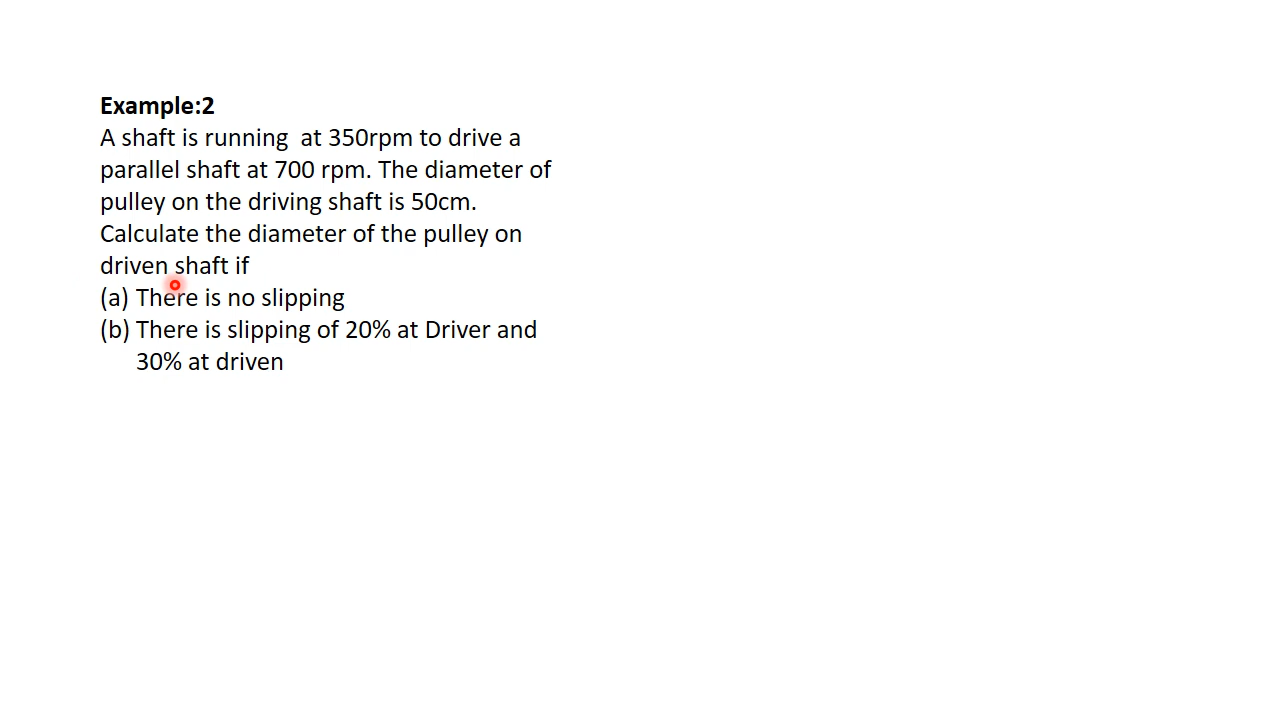 Example:2
A shaft is running  at 350rpm to drive a
parallel shaft at 700 rpm. The diameter of
pulley on the driving shaft is 50cm.
Calculate the diameter of the pulley on
driven shaft if
(a) There is no slipping
(b) There is slipping of 20% at Driver and
30% at driven